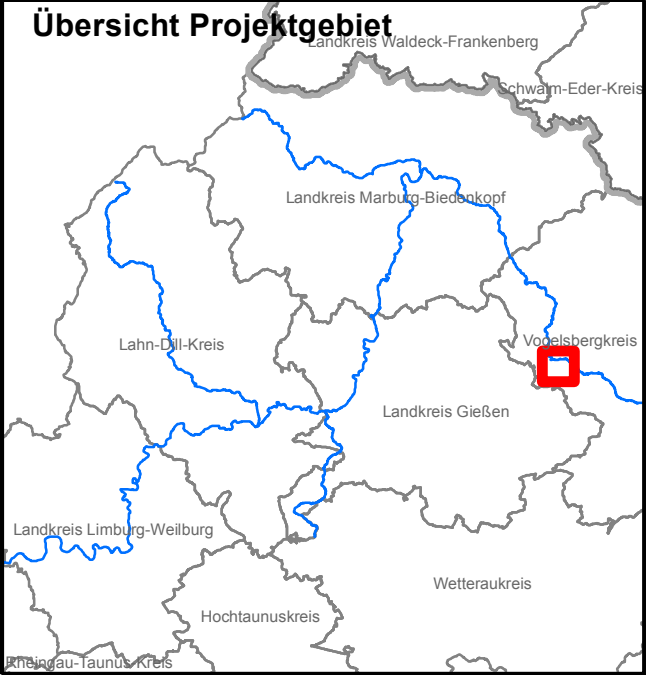 Übersicht Projektgebiet
Landkreis Waldeck-Frankenberg
Schwalm-Eder-Kreis
Landkreis Marburg-Biedenkopf
Vogelsbergkreis
Lahn-Dill-Kreis
Landkreis Gießen
Landkreis Limburg-Weilburg
Wetteraukreis
Hochtaunuskreis
Rheingau-Taunus-Kreis